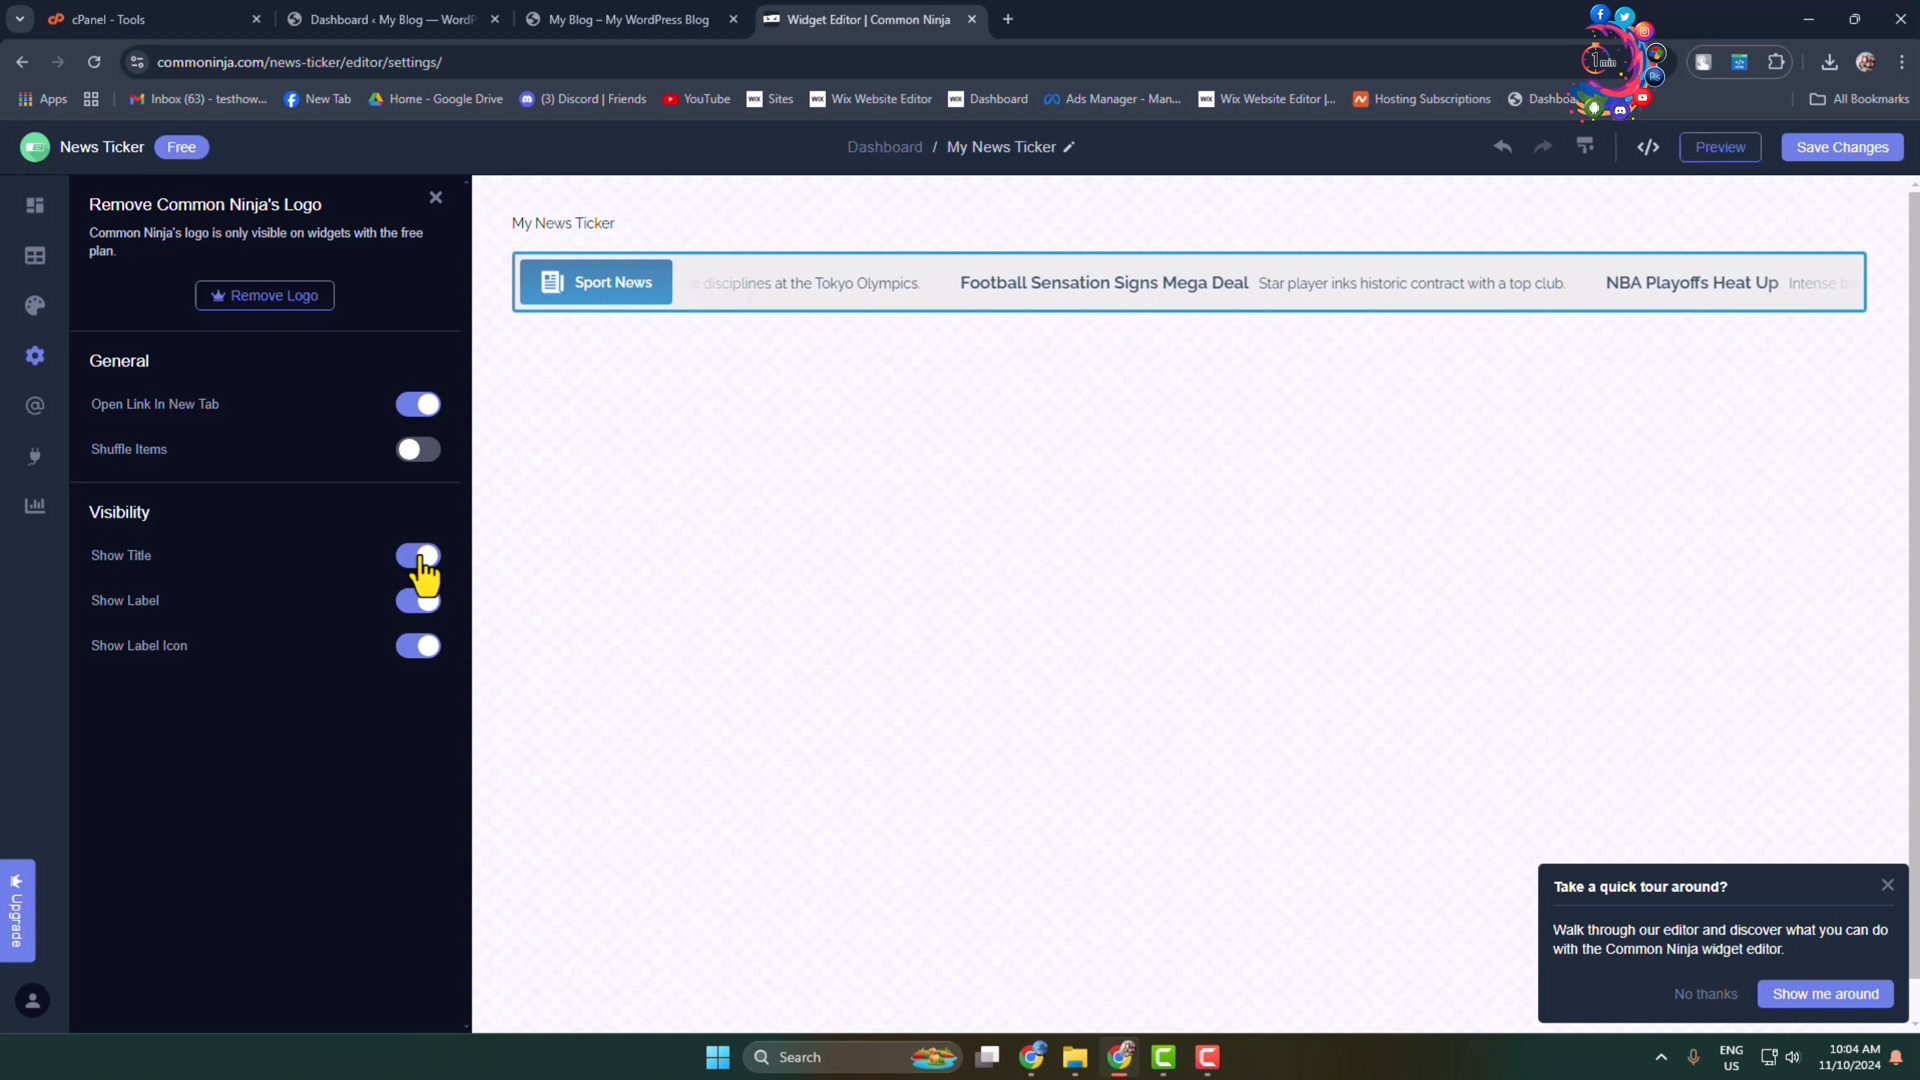 cPanel - Tools
Dashboard ‹ My Blog — WordP
My Blog – My WordPress Blog
Widget Editor | Common Ninja
commoninja.com/news-ticker/editor/settings/
1min
Ps
Apps
Inbox (63) - testhow...
New Tab
Home - Google Drive
(3) Discord | Friends
YouTube
WIX Sites
WIX Wix Website Editor
WIX Dashboard
Ads Manager - Man...
WIX Wix Website Editor |...
Hosting Subscriptions
All Bookmarks
News Ticker
Free
Dashboard / My News Ticker
Preview
Save Changes
Remove Common Ninja's Logo
Common Ninja's logo is only visible on widgets with the free
plan.
Remove Logo
General
Open Link In New Tab
Shuffle Items
Visibility
Show Title
Show Label
Show Label Icon
Upgrade
My News Ticker
Sport News
disciplines at the Tokyo Olympics.
Football Sensation Signs Mega Deal
Star player inks historic contract with a top club.
NBA Playoffs Heat Up
Intense
Take a quick tour around?
Walk through our editor and discover what you can do
with the Common Ninja widget editor.
No thanks
Show me around
Search
ENG
US
10:04 AM
11/10/2024